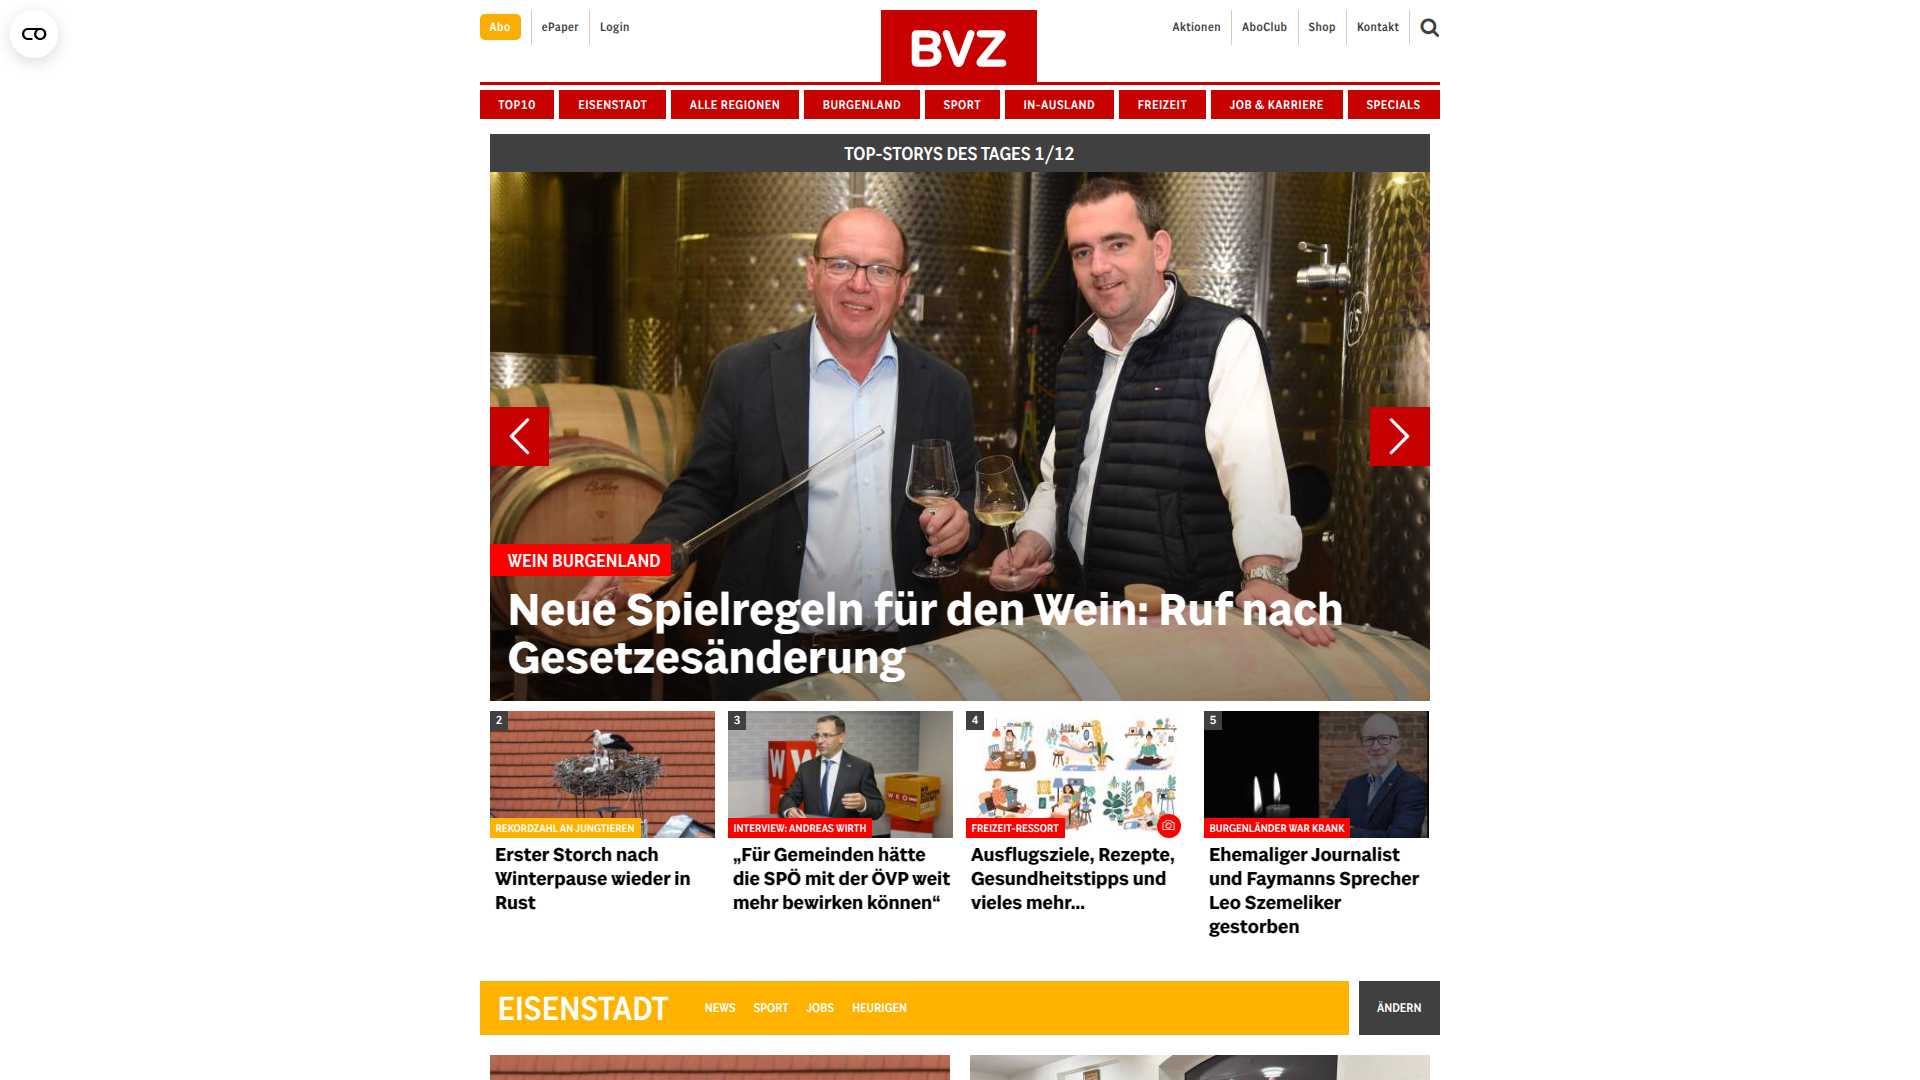 Abo
ePaper
Login
BVZ
Aktionen
AboClub
Shop
Kontakt
TOP10
EISENSTADT
ALLE REGIONEN
BURGENLAND
SPORT
IN-AUSLAND
FREIZEIT
JOB & KARRIERE
SPECIALS
TOP-STORYS DES TAGES 1/12
WEIN BURGENLAND
Neue Spielregeln für den Wein: Ruf nach
Gesetzesänderung
2
REKORDZAHL AN JUNGTIEREN
Erster Storch nach
Winterpause wieder in
Rust
3
INTERVIEW: ANDREAS WIRTH
„Für Gemeinden hätte
die SPÖ mit der ÖVP weit
mehr bewirken können“
4
FREIZEIT-RESSORT
Ausflugsziele, Rezepte,
Gesundheitstipps und
vieles mehr...
5
BURGENLÄNDER WAR KRANK
Ehemaliger Journalist
und Faymanns Sprecher
Leo Szemeliker
gestorben
EISENSTADT
NEWS
SPORT
JOBS
HEURIGEN
ÄNDERN